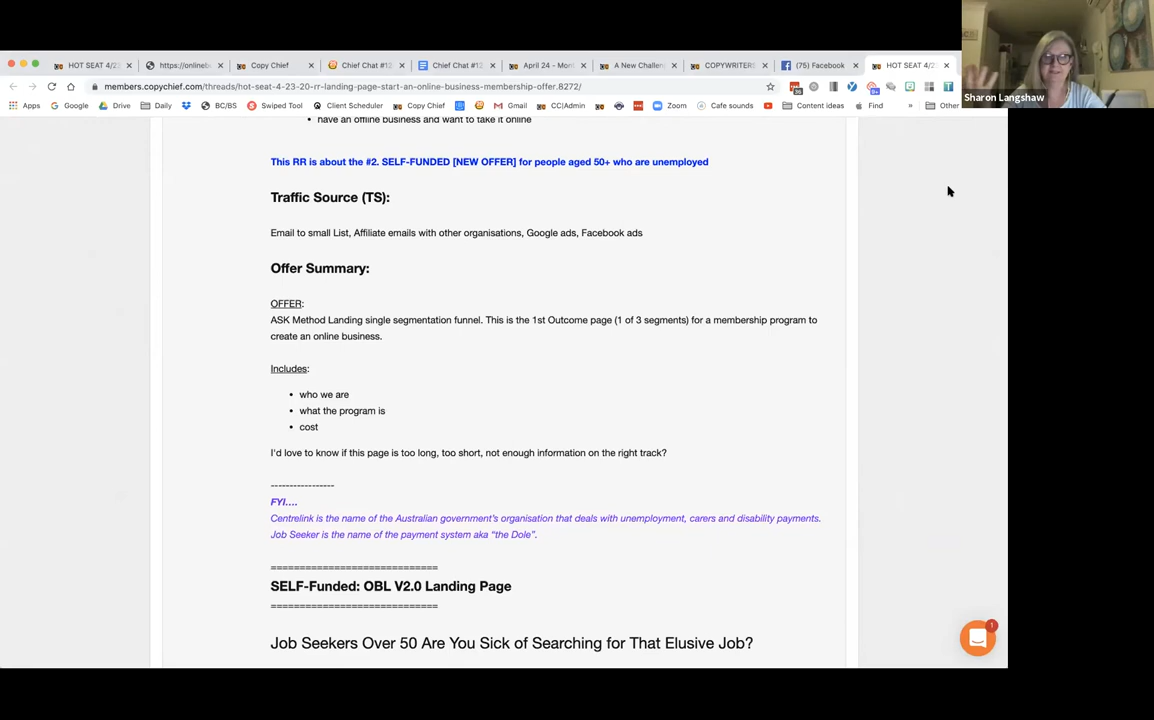 HOT SEAT 4/2
https://onlineb
Copy Chief
Chief Chat #12
Chief Chat #12
April 24 - Mon
A New Challen
COPYWRITER
(75) Facebook
HOT SEAT 4/2
members.copychief.com/threads/hot-seat-4-23-20-rr-landing-page-start-an-online-business-membership-offer.8272/
Apps
Google
Drive
Daily
BC/BS
Swiped Tool
Client Scheduler
Copy Chief
Gmail
CC|Admin
Zoom
Cafe sounds
Content ideas
Find
»
Other
Sharon Langshaw
• have an offline business and want to take it online
This RR is about the #2. SELF-FUNDED [NEW OFFER] for people aged 50+ who are unemployed
Traffic Source (TS):
Email to small List, Affiliate emails with other organisations, Google ads, Facebook ads
Offer Summary:
OFFER:
ASK Method Landing single segmentation funnel. This is the 1st Outcome page (1 of 3 segments) for a membership program to
create an online business.
Includes:
• who we are
• what the program is
• cost
I'd love to know if this page is too long, too short, not enough information on the right track?
----------------
FYI....
Centrelink is the name of the Australian government's organisation that deals with unemployment, carers and disability payments.
Job Seeker is the name of the payment system aka "the Dole".
=============================
SELF-Funded: OBL V2.0 Landing Page
=============================
Job Seekers Over 50 Are You Sick of Searching for That Elusive Job?
1